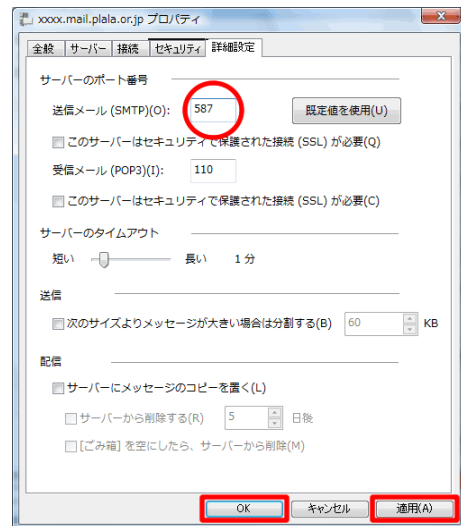 xxxx.mail.plala.or.jp プロパティ
全般 サーバー 接続 セキュリティ 詳細設定
サーバーのポート番号
送信メール (SMTP)(O): 587 既定値を使用(U)
このサーバーはセキュリティで保護された接続 (SSL) が必要(Q)
受信メール (POP3)(I): 110
このサーバーはセキュリティで保護された接続 (SSL) が必要(C)
サーバーのタイムアウト
短い 長い 1 分
送信
次のサイズよりメッセージが大きい場合は分割する(B) 60 KB
配信
サーバーにメッセージのコピーを置く(L)
サーバーから削除する(R) 5 日後
[ごみ箱] を空にしたら、サーバーから削除(M)
OK キャンセル 適用(A)